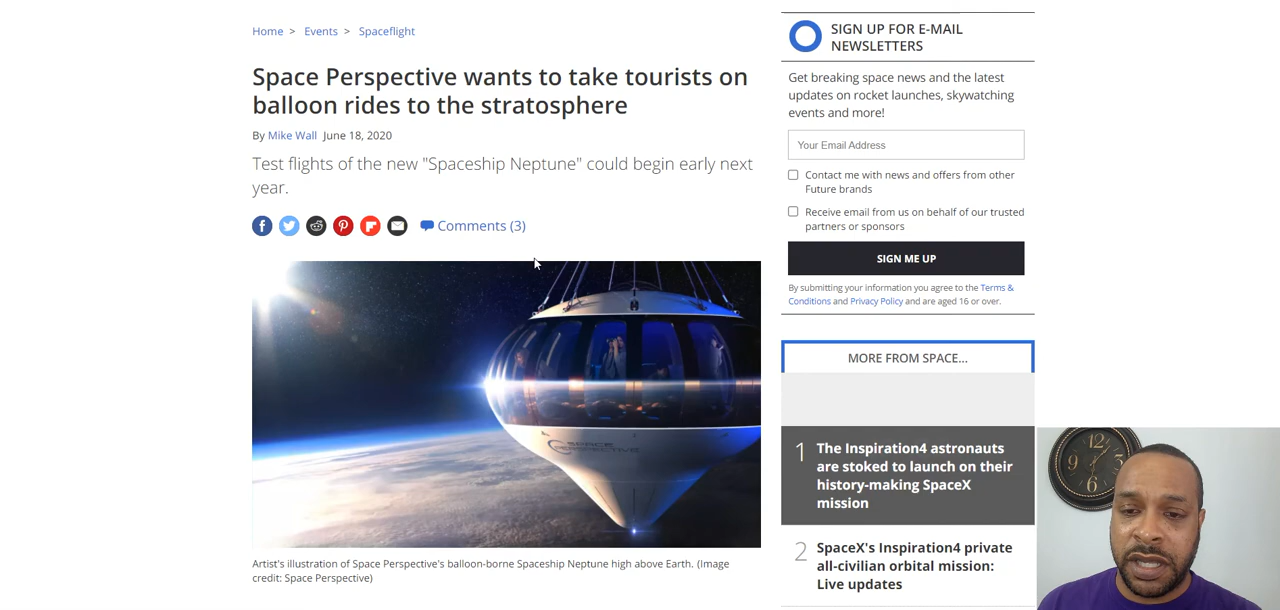 Home > Events > Spaceflight
Space Perspective wants to take tourists on
balloon rides to the stratosphere
By Mike Wall June 18, 2020
Test flights of the new "Spaceship Neptune" could begin early next
year.
Comments (3)
SPACE
PERSPECTIVE
Artist's illustration of Space Perspective's balloon-borne Spaceship Neptune high above Earth. (Image
credit: Space Perspective)
SIGN UP FOR E-MAIL
NEWSLETTERS
Get breaking space news and the latest
updates on rocket launches, skywatching
events and more!
Your Email Address
Contact me with news and offers from other
Future brands
Receive email from us on behalf of our trusted
partners or sponsors
SIGN ME UP
By submitting your information you agree to the Terms &
Conditions and Privacy Policy and are aged 16 or over.
MORE FROM SPACE...
1 The Inspiration4 astronauts
are stoked to launch on their
history-making SpaceX
mission
2 SpaceX's Inspiration4 private
all-civilian orbital mission:
Live updates
12
9
6